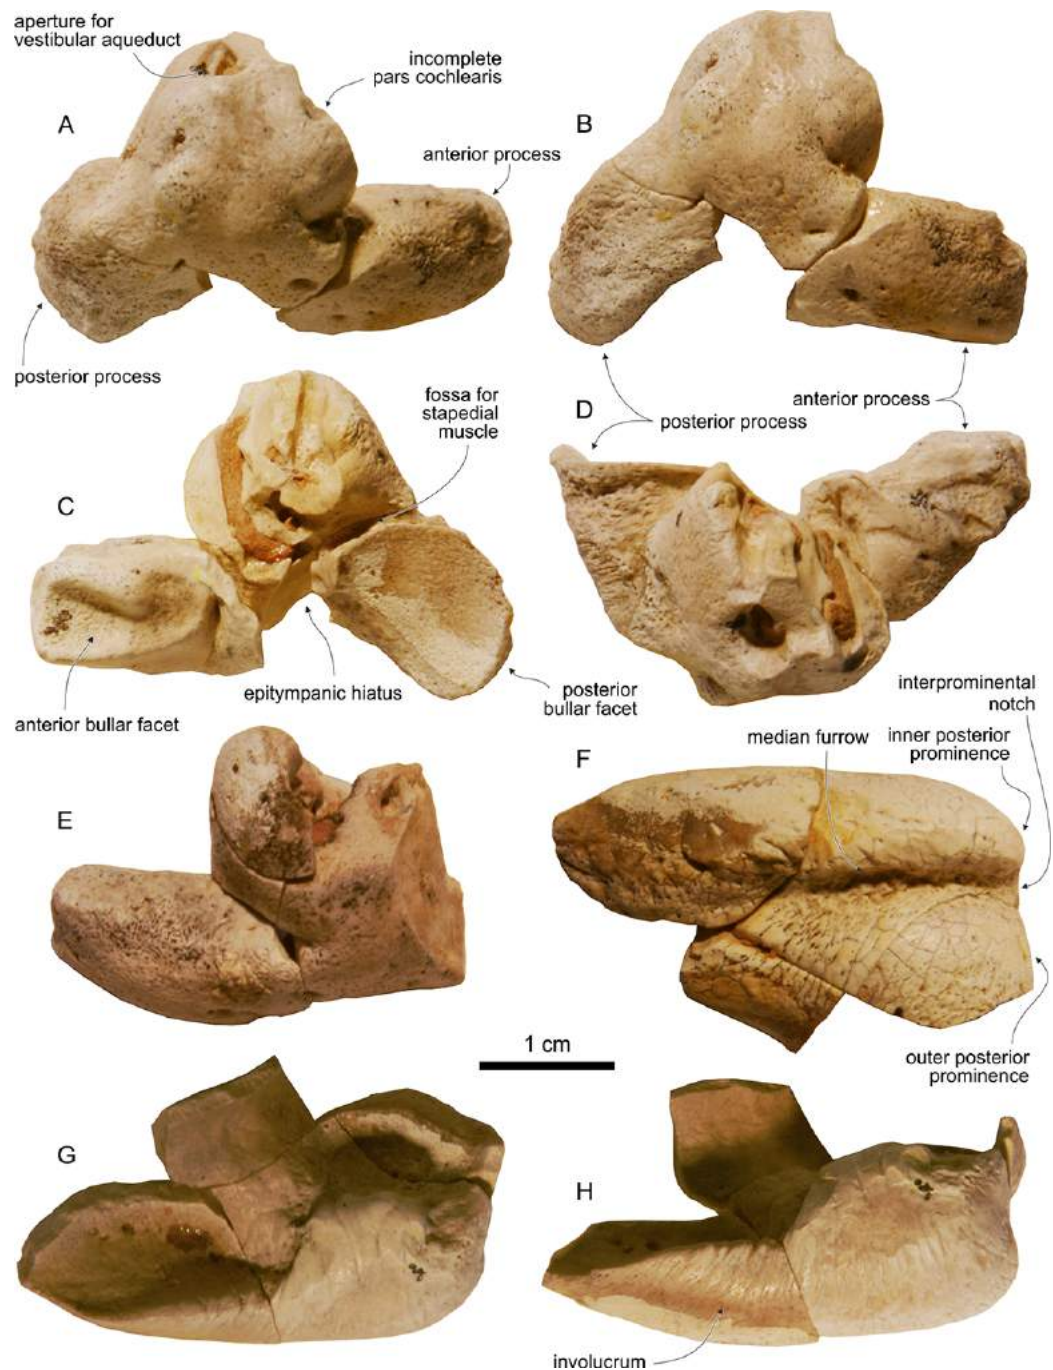 aperture for
vestibular aqueduct
incomplete
pars cochlearis
A
B
anterior process
posterior process
anterior process
fossa for
stapedial
muscle
D
posterior process
C
epitympanic hiatus
posterior
bullar facet
anterior bullar facet
interprominental
notch
median furrow
F
inner posterior
prominence
E
1 cm
outer posterior
prominence
G
H
involucrum